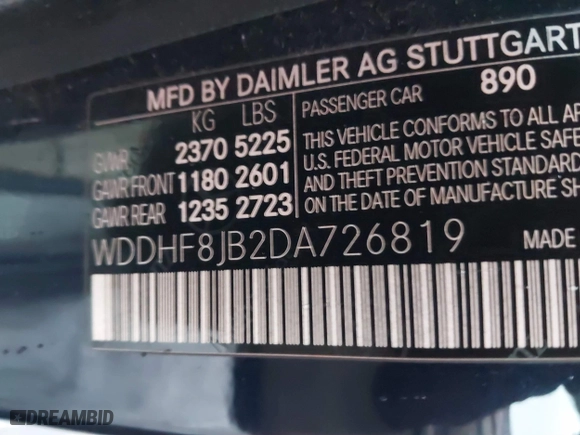 MFD BY DAIMLER AG STUTTGART
KG LBS
GVWR 2370 5225
GAWR FRONT 1180 2601
GAWR REAR 1235 2723
PASSENGER CAR 890
THIS VEHICLE CONFORMS TO ALL
U.S. FEDERAL MOTOR VEHICLE
AND THEFT PREVENTION
ON THE DATE OF MANUFACTURE
WDDHF8JB2DA726819
MADE
DREAMBID